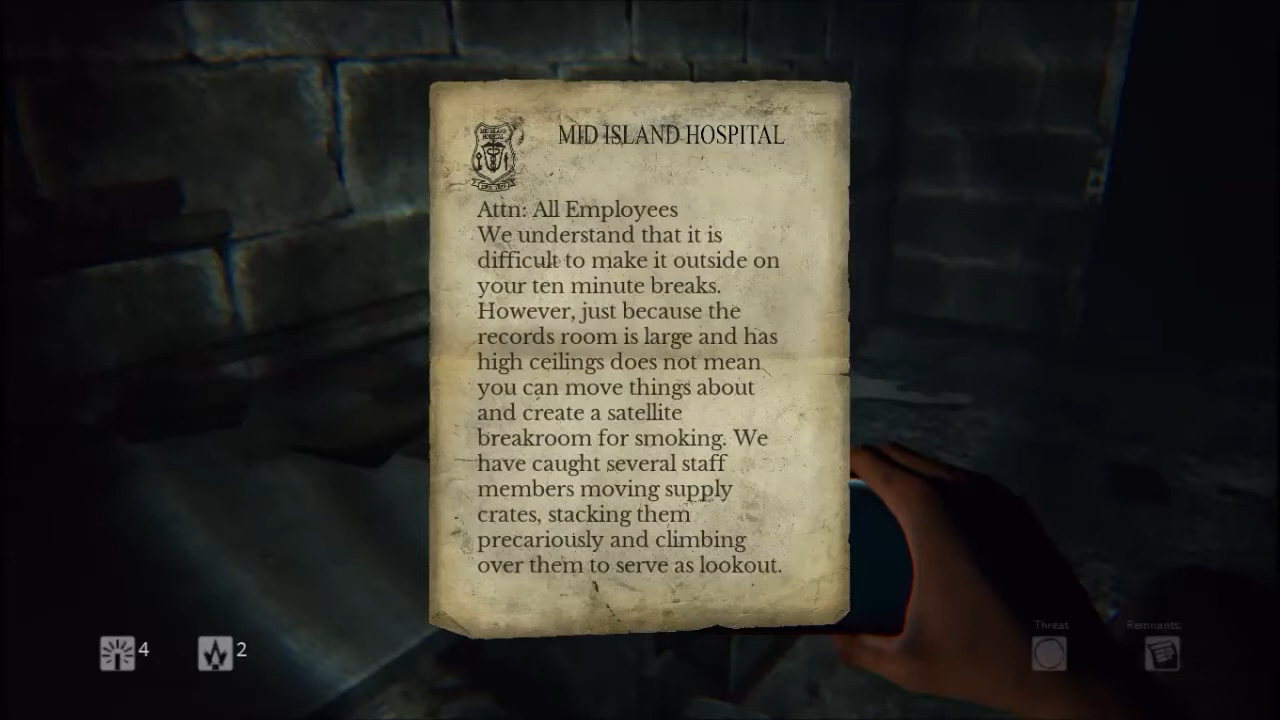 MID ISLAND HOSPITAL
Attn: All Employees
We understand that it is
difficult to make it outside on
your ten minute breaks.
However, just because the
records room is large and has
high ceilings does not mean
you can move things about
and create a satellite
breakroom for smoking. We
have caught several staff
members moving supply
crates, stacking them
precariously and climbing
over them to serve as lookout.
4
2
Threat
Remnants